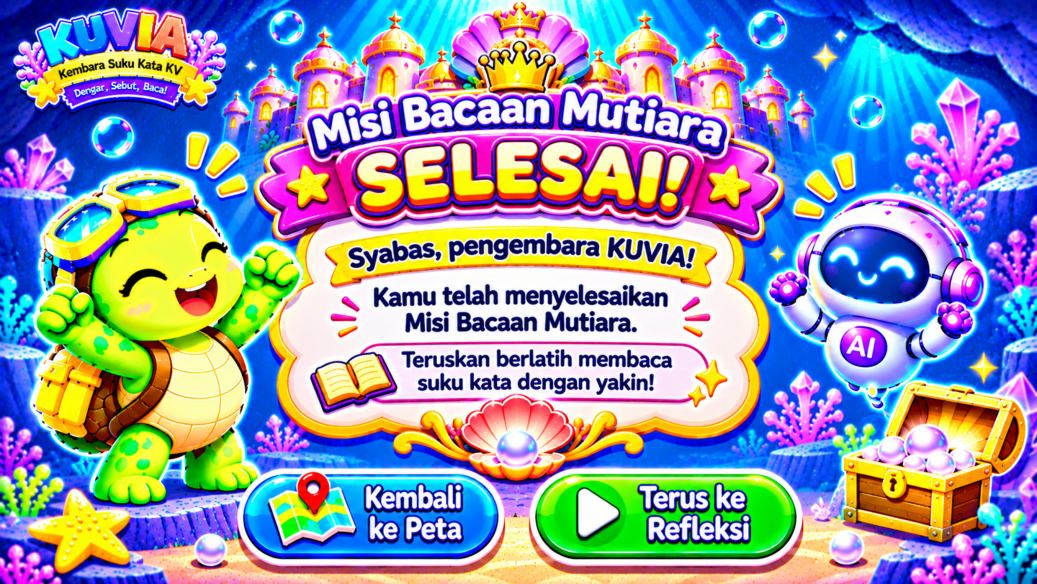 KUVIA
Kembara Suku Kata KV
Dengar, Sebut, Baca!
Misi Bacaan Mutiara
SELESAI!
Syabas, pengembara KUVIA!
Kamu telah menyelesaikan
Misi Bacaan Mutiara.
Teruskan berlatih membaca
suku kata dengan yakin!
AI
Kembali
ke Peta
Terus ke
Refleksi